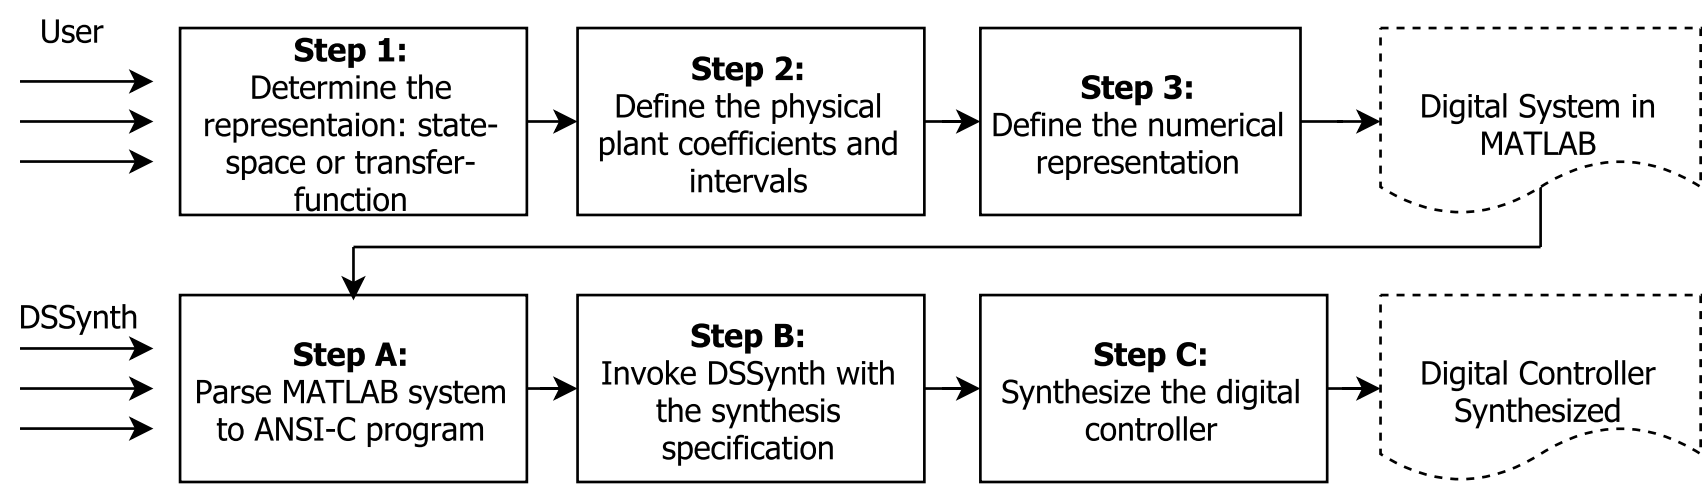 User
Step 1:
Determine the
representaion: state-
space or transfer-
function
Step 2:
Define the physical
plant coefficients and
intervals
Step 3:
Define the numerical
representation
Digital System in
MATLAB
DSSynth
Step A:
Parse MATLAB system
to ANSI-C program
Step B:
Invoke DSSynth with
the synthesis
specification
Step C:
Synthesize the digital
controller
Digital Controller
Synthesized